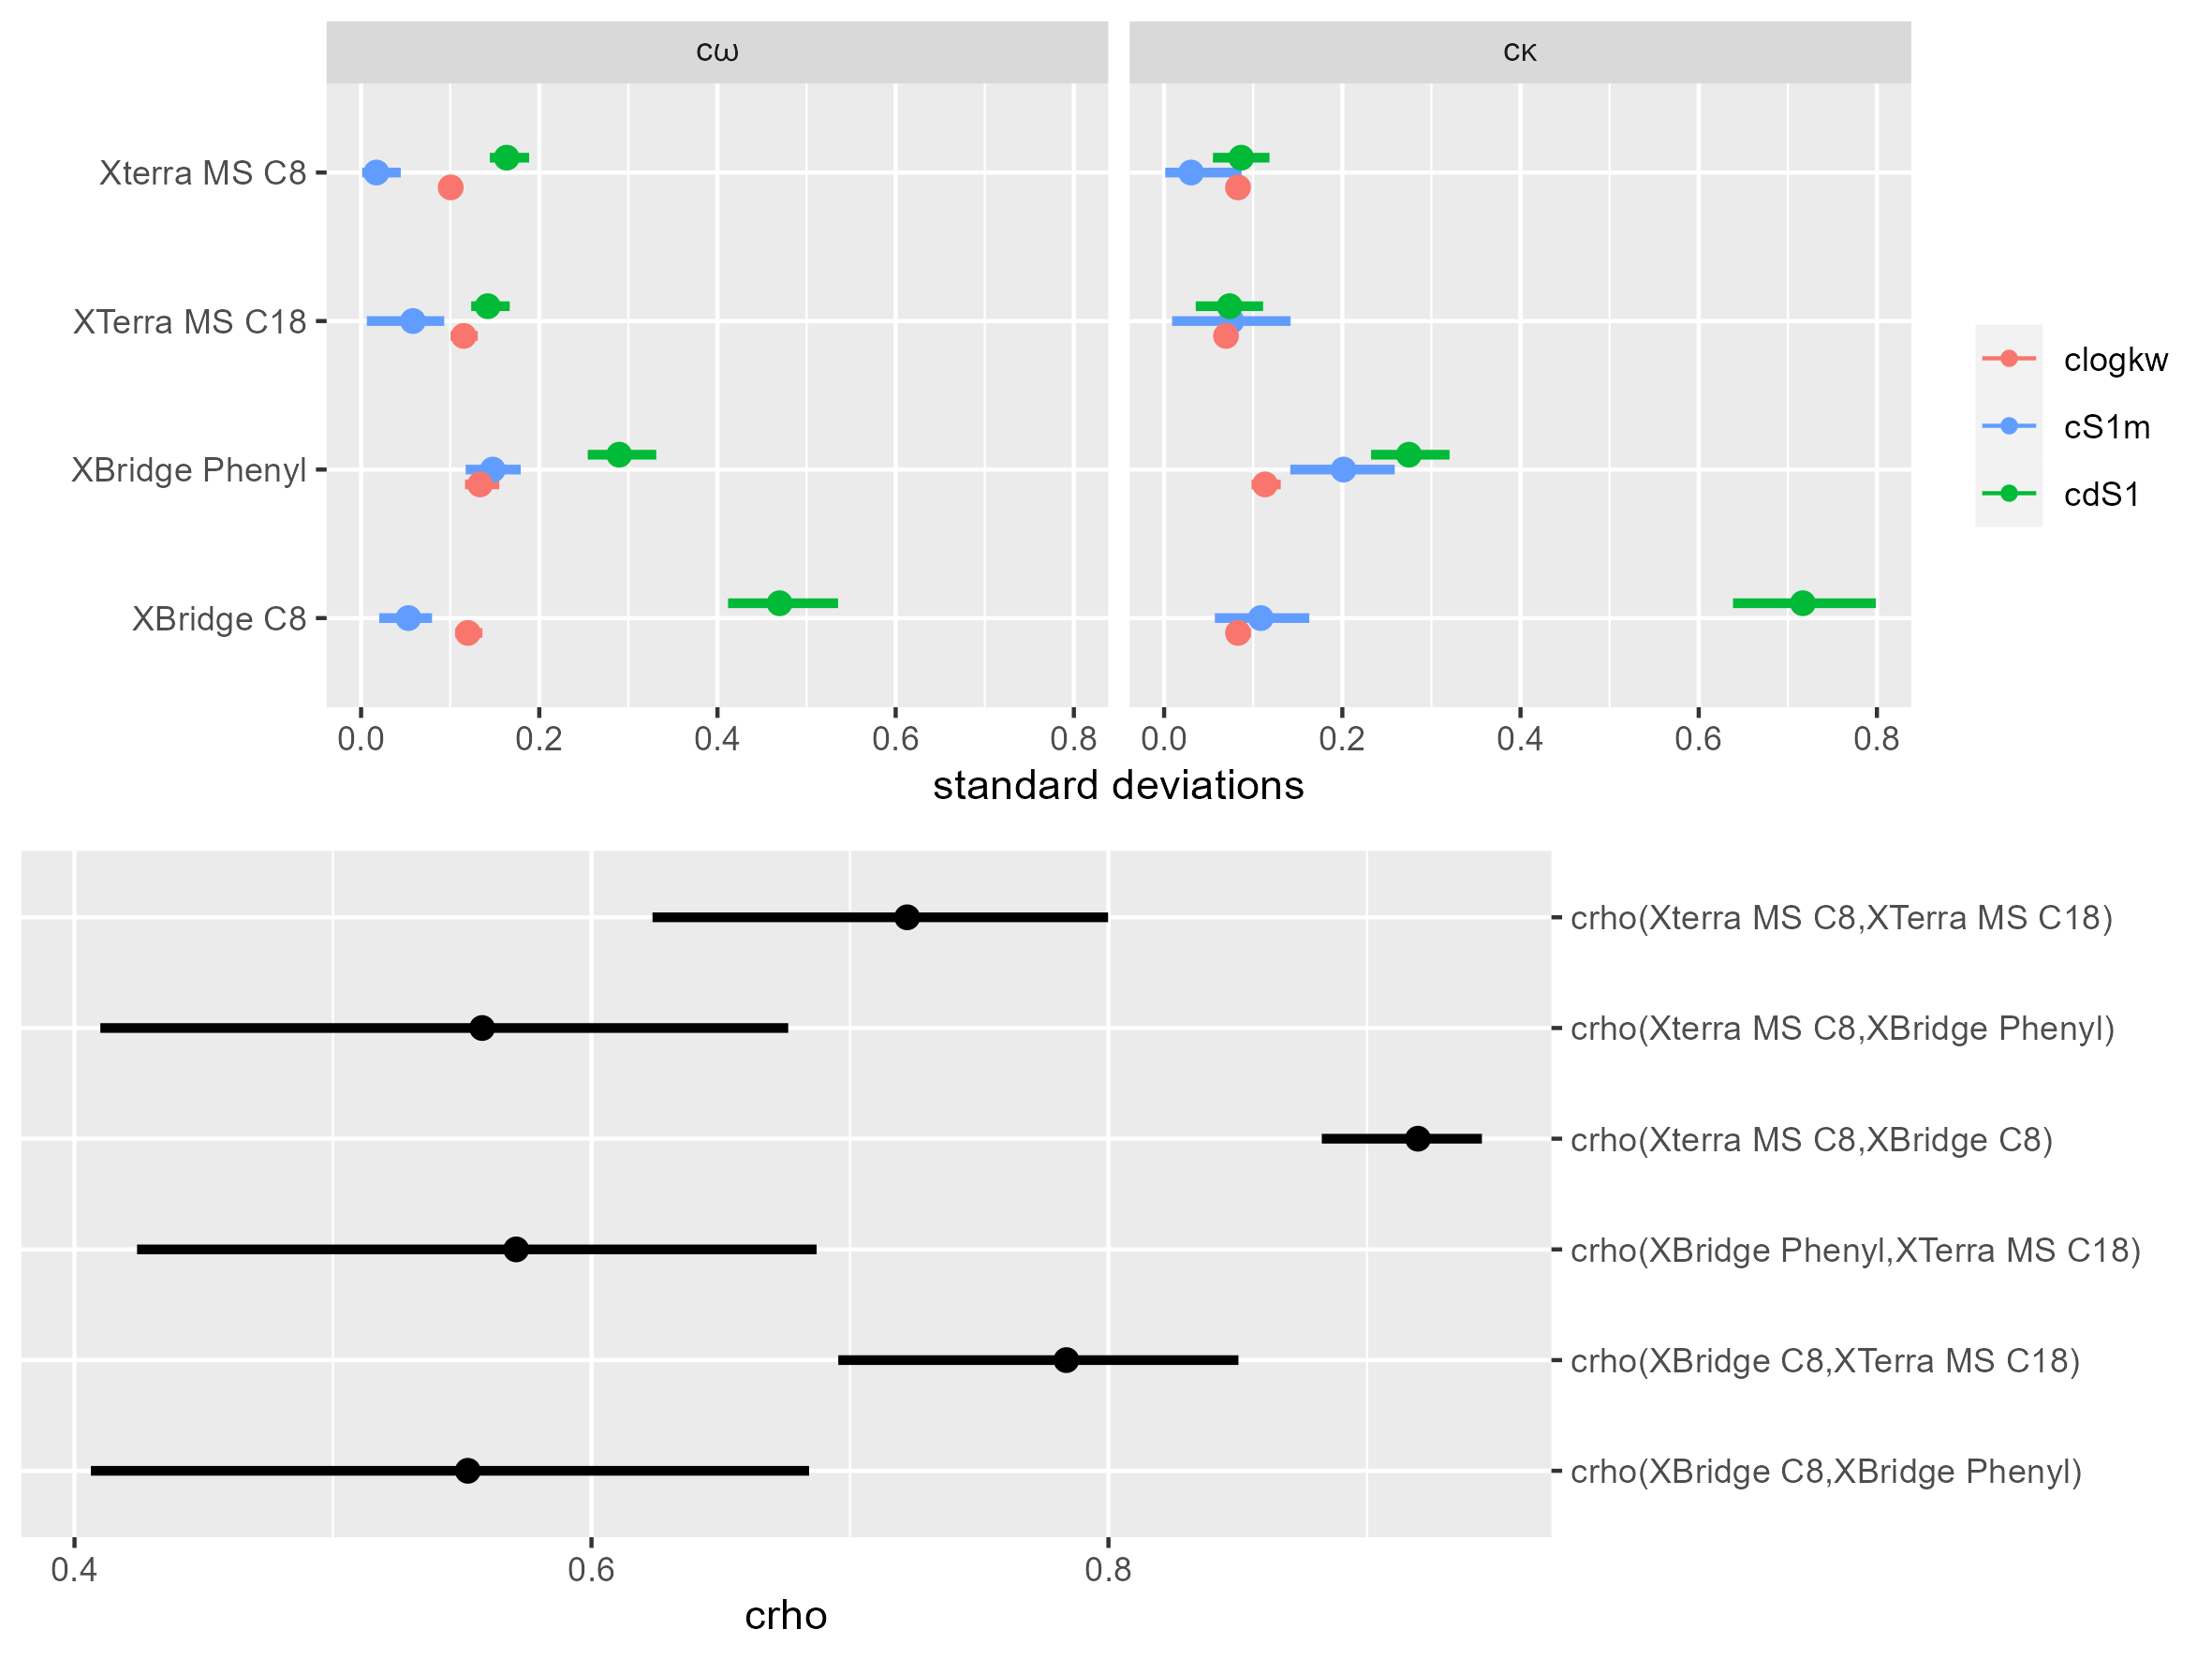 cω cκ
Xterra MS C8
XTerra MS C18
XBridge Phenyl
XBridge C8
0.0 0.2 0.4 0.6 0.8 0.0 0.2 0.4 0.6 0.8
standard deviations
clogkw
cS1m
cdS1
crho(Xterra MS C8,XTerra MS C18)
crho(Xterra MS C8,XBridge Phenyl)
crho(Xterra MS C8,XBridge C8)
crho(XBridge Phenyl,XTerra MS C18)
crho(XBridge C8,XTerra MS C18)
crho(XBridge C8,XBridge Phenyl)
0.4 0.6 0.8
crho